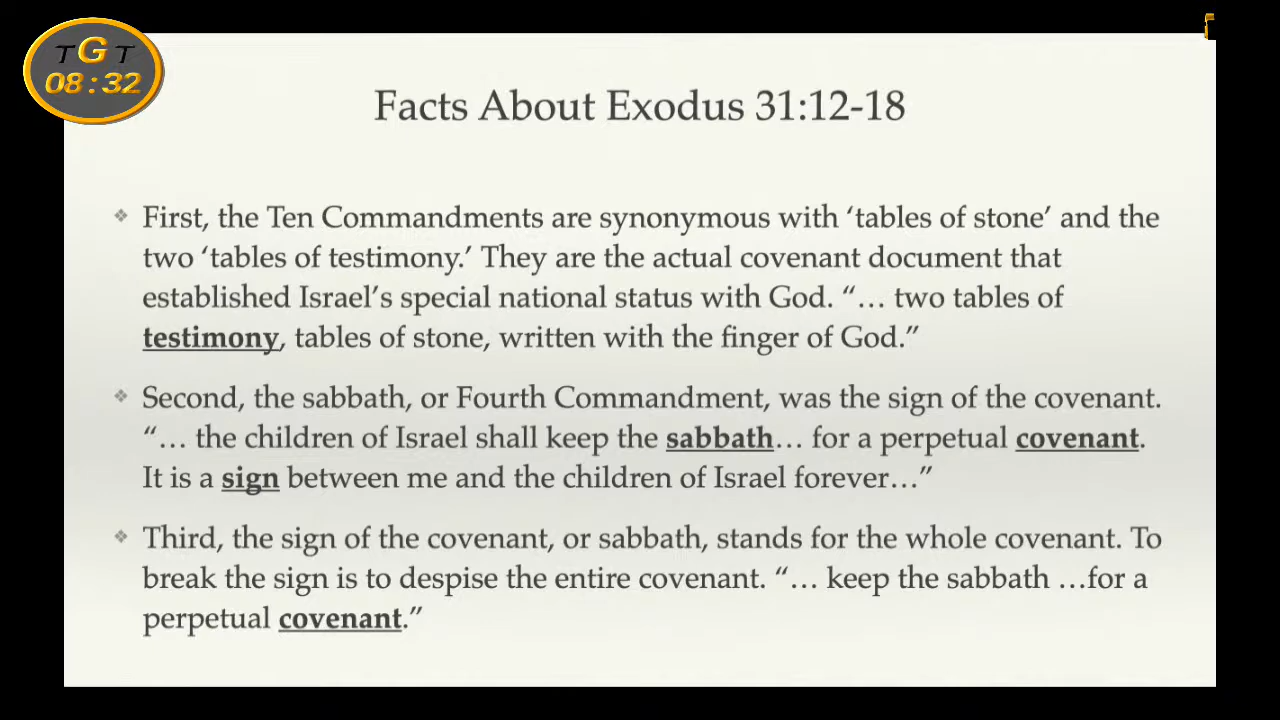 TGT
08:32
Facts About Exodus 31:12-18
❖ First, the Ten Commandments are synonymous with ‘tables of stone’ and the
two ‘tables of testimony.’ They are the actual covenant document that
established Israel’s special national status with God. “… two tables of
testimony, tables of stone, written with the finger of God.”
❖ Second, the sabbath, or Fourth Commandment, was the sign of the covenant.
“… the children of Israel shall keep the sabbath… for a perpetual covenant.
It is a sign between me and the children of Israel forever…”
❖ Third, the sign of the covenant, or sabbath, stands for the whole covenant. To
break the sign is to despise the entire covenant. “… keep the sabbath …for a
perpetual covenant.”